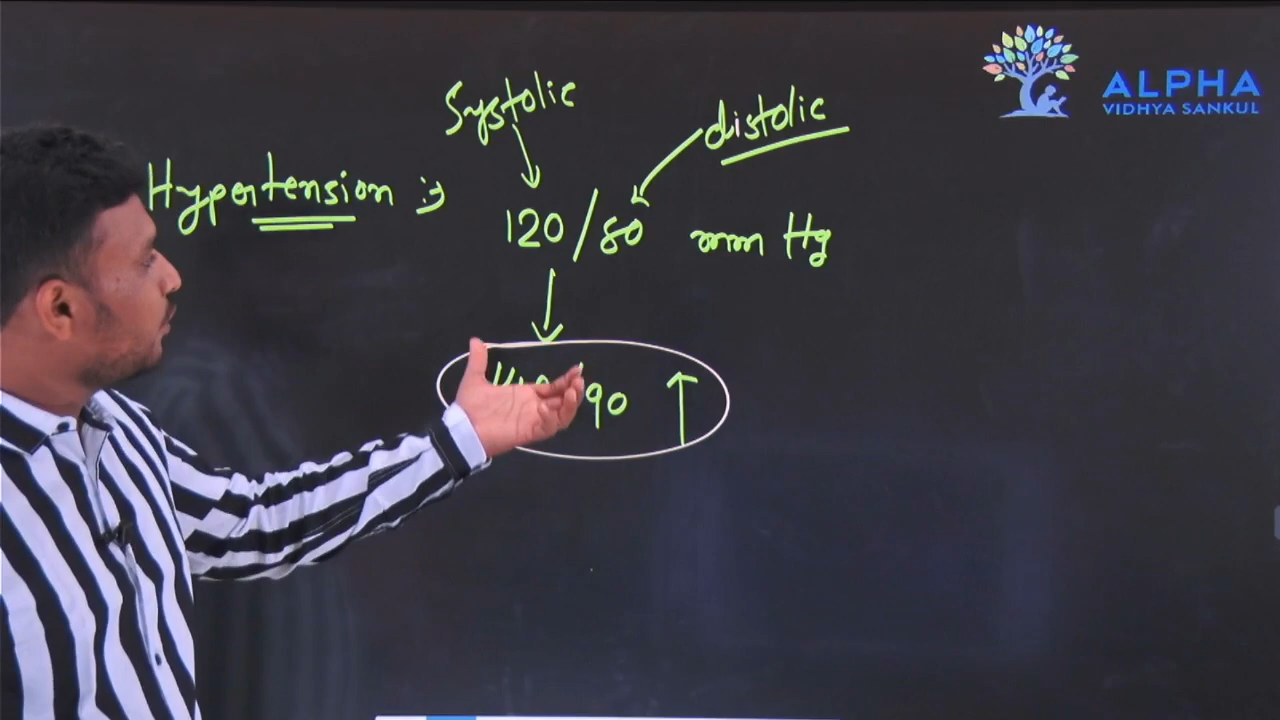 ALPHA
VIDHYA SANKUL
Systolic
distolic
Hypertension :-
120/80 mm Hg
90 ↑